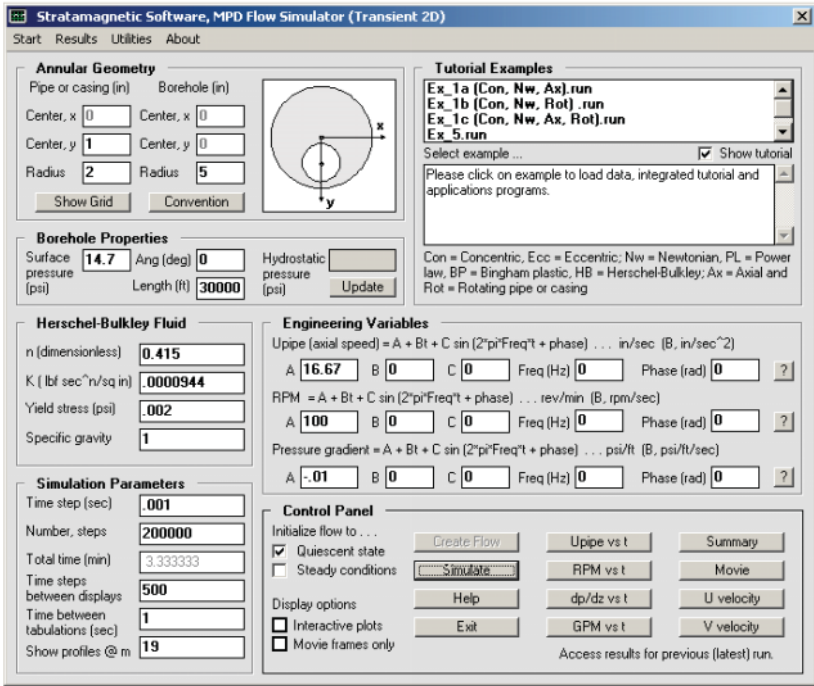 Stratamagnetic Software, MPD Flow Simulator (Transient 2D)
Start Results Utilities About
Annular Geometry
Pipe or casing (in) Borehole (in)
Center, x 0 Center, x 0
Center, y 1 Center, y 0
Radius 2 Radius 5
Show Grid Convention
x
y
Tutorial Examples
Ex_1a (Con, Nw, Ax).run
Ex_1b (Con, Nw, Rot) .run
Ex_1c (Con, Nw, Ax, Rot).run
Ex_5.run
Select example ... Show tutorial
Please click on example to load data, integrated tutorial and
applications programs.
Con = Concentric, Ecc = Eccentric; Nw = Newtonian, PL = Power
law, BP = Bingham plastic, HB = Herschel-Bulkley; Ax = Axial and
Rot = Rotating pipe or casing
Borehole Properties
Surface pressure (psi) 14.7 Ang (deg) 0 Hydrostatic pressure (psi)
Length (ft) 30000 Update
Herschel-Bulkley Fluid
n (dimensionless) 0.415
K ( lbf sec^n/sq in) .0000944
Yield stress (psi) .002
Specific gravity 1
Engineering Variables
Upipe (axial speed) = A + Bt + C sin (2*pi*Freq*t + phase) . . . in/sec (B, in/sec^2)
A 16.67 B 0 C 0 Freq (Hz) 0 Phase (rad) 0 ?
RPM = A + Bt + C sin (2*pi*Freq*t + phase) . . . rev/min (B, rpm/sec)
A 100 B 0 C 0 Freq (Hz) 0 Phase (rad) 0 ?
Pressure gradient = A + Bt + C sin (2*pi*Freq*t + phase) . . . psi/ft (B, psi/ft/sec)
A -.01 B 0 C 0 Freq (Hz) 0 Phase (rad) 0 ?
Simulation Parameters
Time step (sec) .001
Number, steps 200000
Total time (min) 3.333333
Time steps
between displays 500
Time between
tabulations (sec) 1
Show profiles @ m 19
Control Panel
Initialize flow to . . .
Quiescent state
Steady conditions
Display options
Interactive plots
Movie frames only
Create Flow Upipe vs t Summary
Simulate RPM vs t Movie
Help dp/dz vs t U velocity
Exit GPM vs t V velocity
Access results for previous (latest) run.